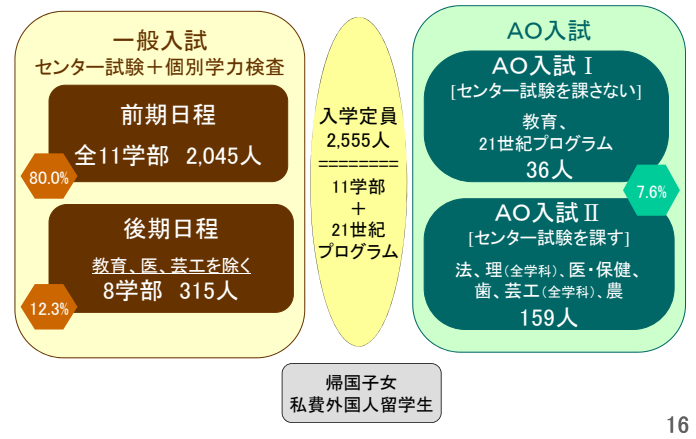 一般入試
センター試験＋個別学力検査
前期日程
全11学部 2,045人
80.0%
後期日程
教育、医、芸工を除く
8学部 315人
12.3%
入学定員
2,555人
========
11学部
＋
21世紀
プログラム
AO入試
AO入試Ⅰ
[センター試験を課さない]
教育、
21世紀プログラム
36人
7.6%
AO入試Ⅱ
[センター試験を課す]
法、理(全学科)、医・保健、
歯、芸工(全学科)、農
159人
帰国子女
私費外国人留学生
16